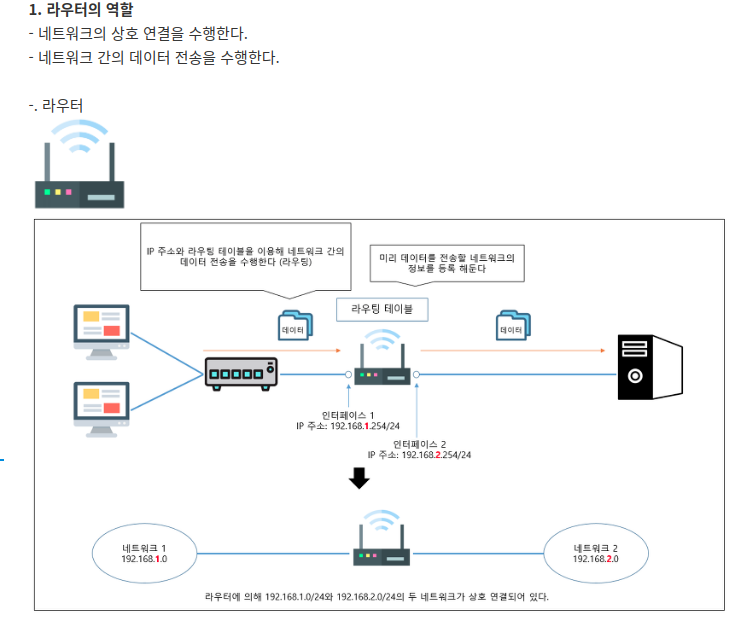 1. 라우터의 역할
- 네트워크의 상호 연결을 수행한다.
- 네트워크 간의 데이터 전송을 수행한다.
-. 라우터
IP 주소와 라우팅 테이블을 이용해 네트워크 간의
데이터 전송을 수행한다 (라우팅)
미리 데이터를 전송할 네트워크의
정보를 등록 해둔다
라우팅 테이블
데이터
데이터
인터페이스 1
IP 주소: 192.168.1.254/24
인터페이스 2
IP 주소: 192.168.2.254/24
네트워크 1
192.168.1.0
네트워크 2
192.168.2.0
라우터에 의해 192.168.1.0/24와 192.168.2.0/24의 두 네트워크가 상호 연결되어 있다.